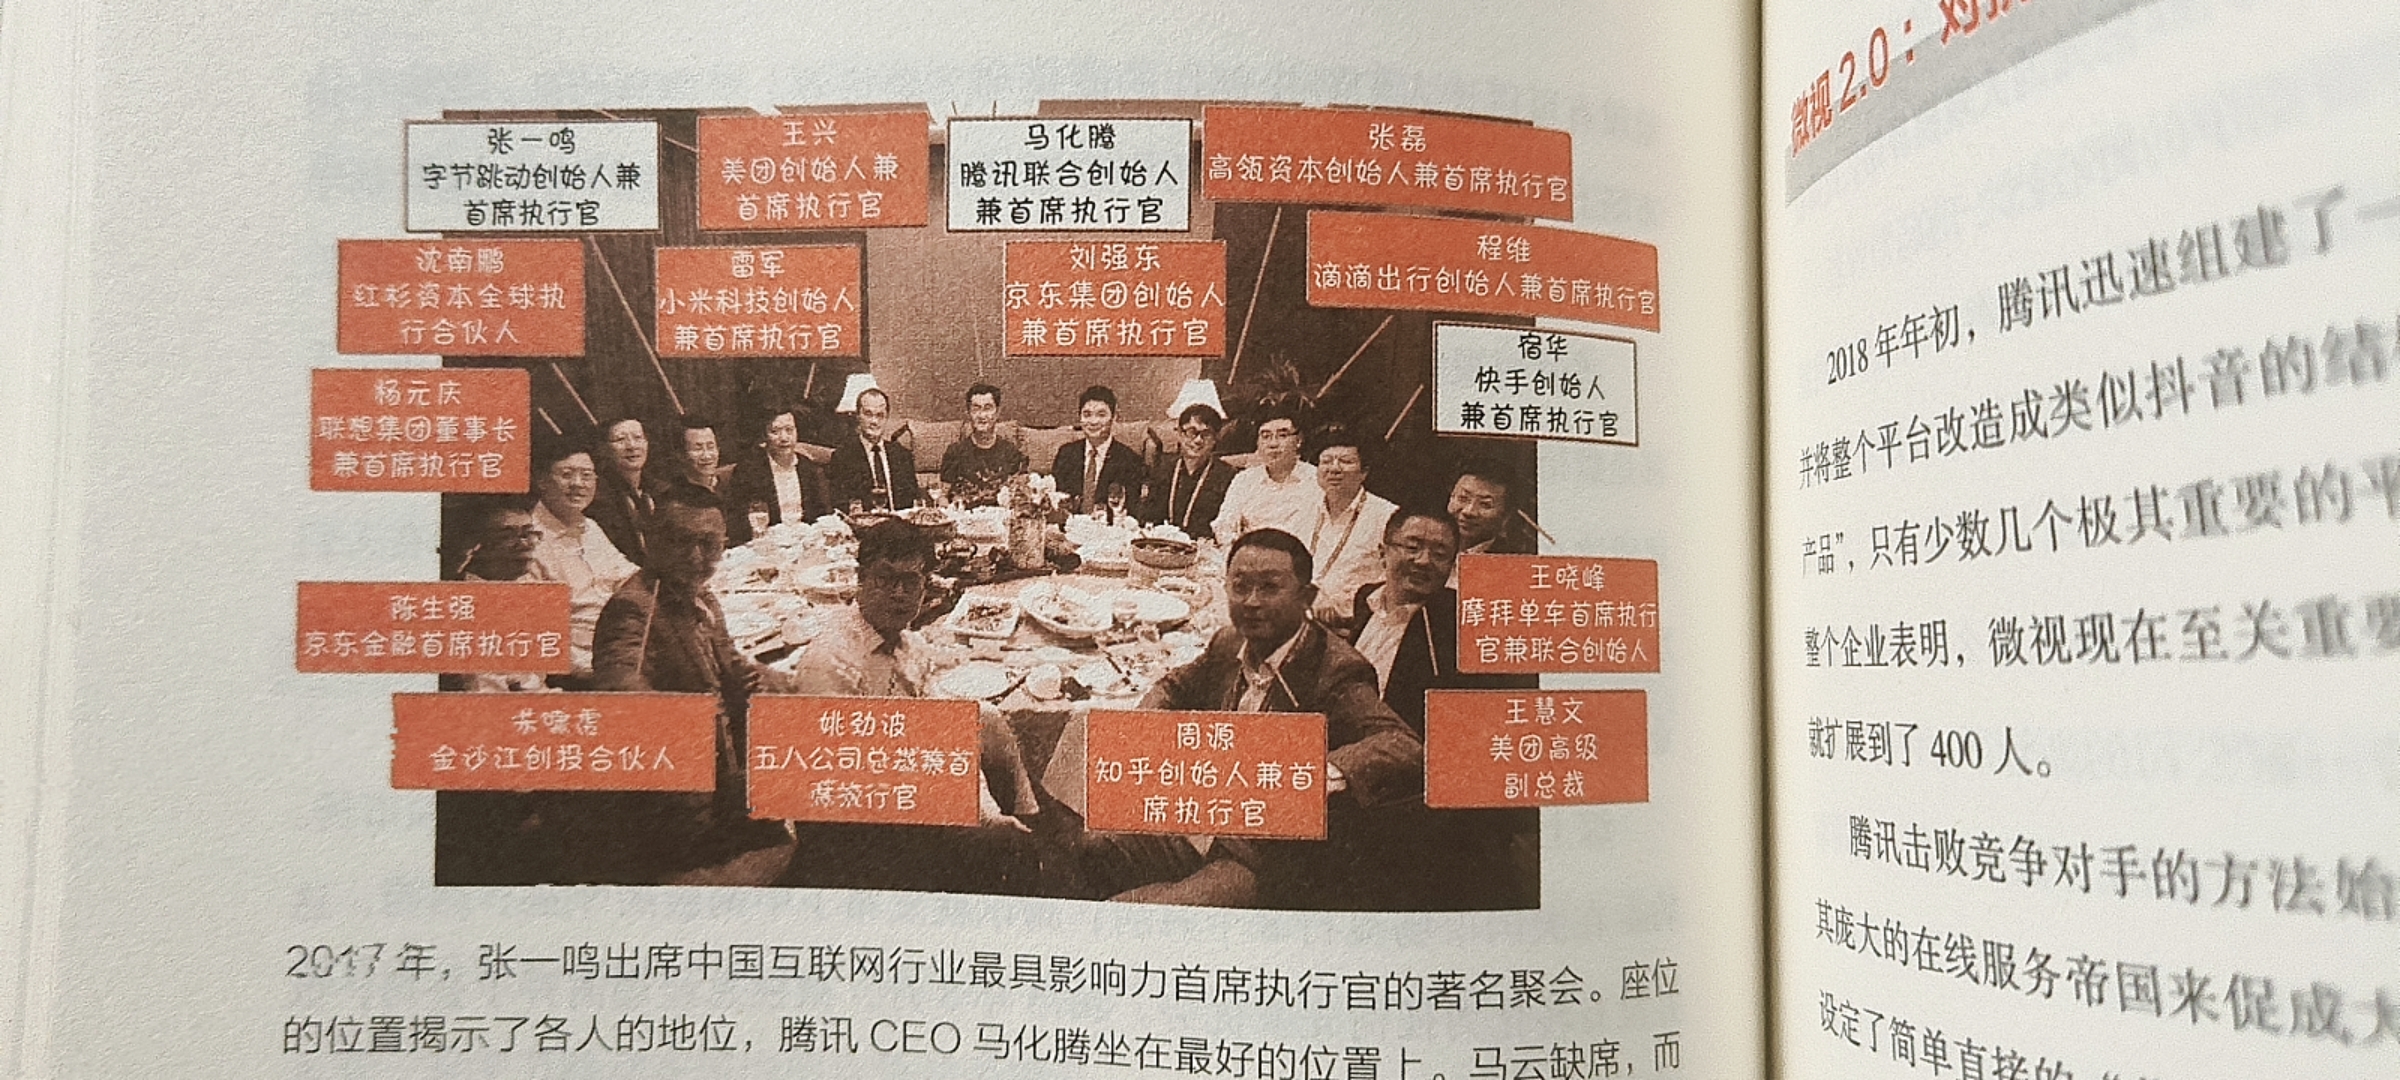 张一鸣
字节跳动创始人兼
首席执行官
王兴
美团创始人兼
首席执行官
马化腾
腾讯联合创始人
兼首席执行官
张磊
高瓴资本创始人兼首席执行官
沈南鹏
红杉资本全球执
行合伙人
雷军
小米科技创始人
兼首席执行官
刘强东
京东集团创始人
兼首席执行官
程维
滴滴出行创始人兼首席执行官
杨元庆
联想集团董事长
兼首席执行官
宿华
快手创始人
兼首席执行官
陈生强
京东金融首席执行官
王晓峰
摩拜单车首席执行
官兼联合创始人
金沙江创投合伙人
姚劲波
五八公司总裁兼首
席执行官
周源
知乎创始人兼首
席执行官
王慧文
美团高级
副总裁
2017年，张一鸣出席中国互联网行业最具影响力首席执行官的著名聚会。座位
的位置揭示了各人的地位，腾讯 CEO 马化腾坐在最好的位置上。马云缺席，而
微视2.0：对抗
2018年年初，腾讯迅速组建了一
并将整个平台改造成类似抖音的结
产品”，只有少数几个极其重要的平
整个企业表明，微视现在至关重要
就扩展到了 400 人。
腾讯击败竞争对手的方法始
其庞大的在线服务帝国来促成大
设定了简单直接的